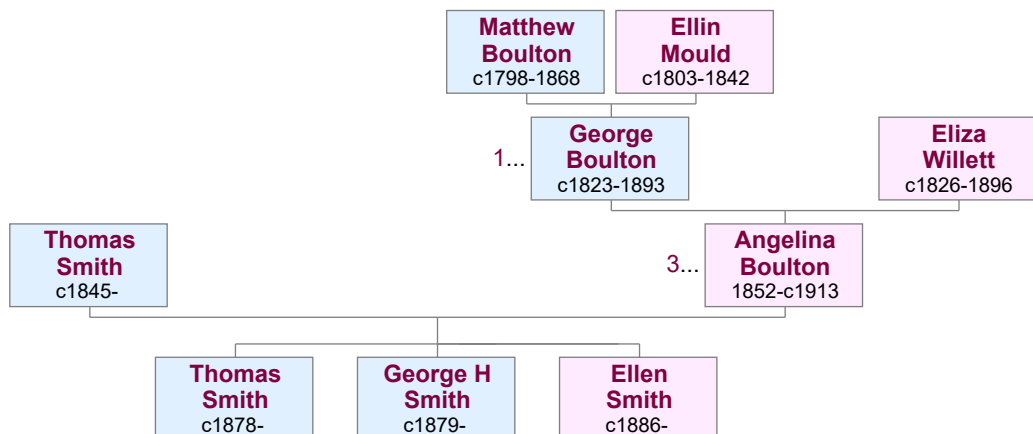 Matthew
Boulton
c1798-1868
Ellin
Mould
c1803-1842
1...
George
Boulton
c1823-1893
Eliza
Willett
c1826-1896
Thomas
Smith
c1845-
3...
Angelina
Boulton
1852-c1913
Thomas
Smith
c1878-
George H
Smith
c1879-
Ellen
Smith
c1886-